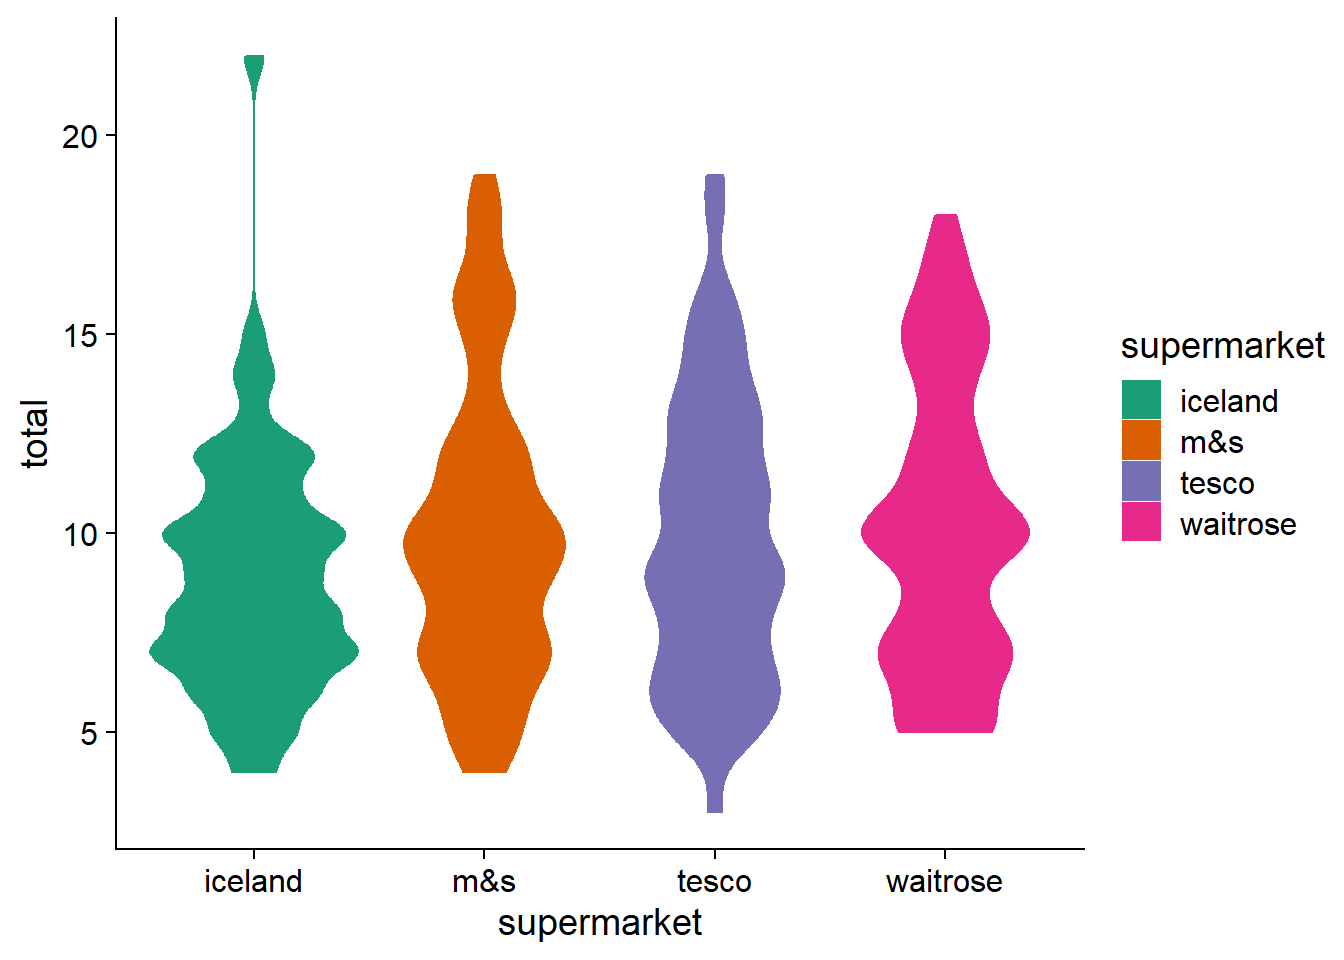 total
20
15
10
5
iceland
m&s
tesco
waitrose
supermarket
supermarket
iceland
m&s
tesco
waitrose